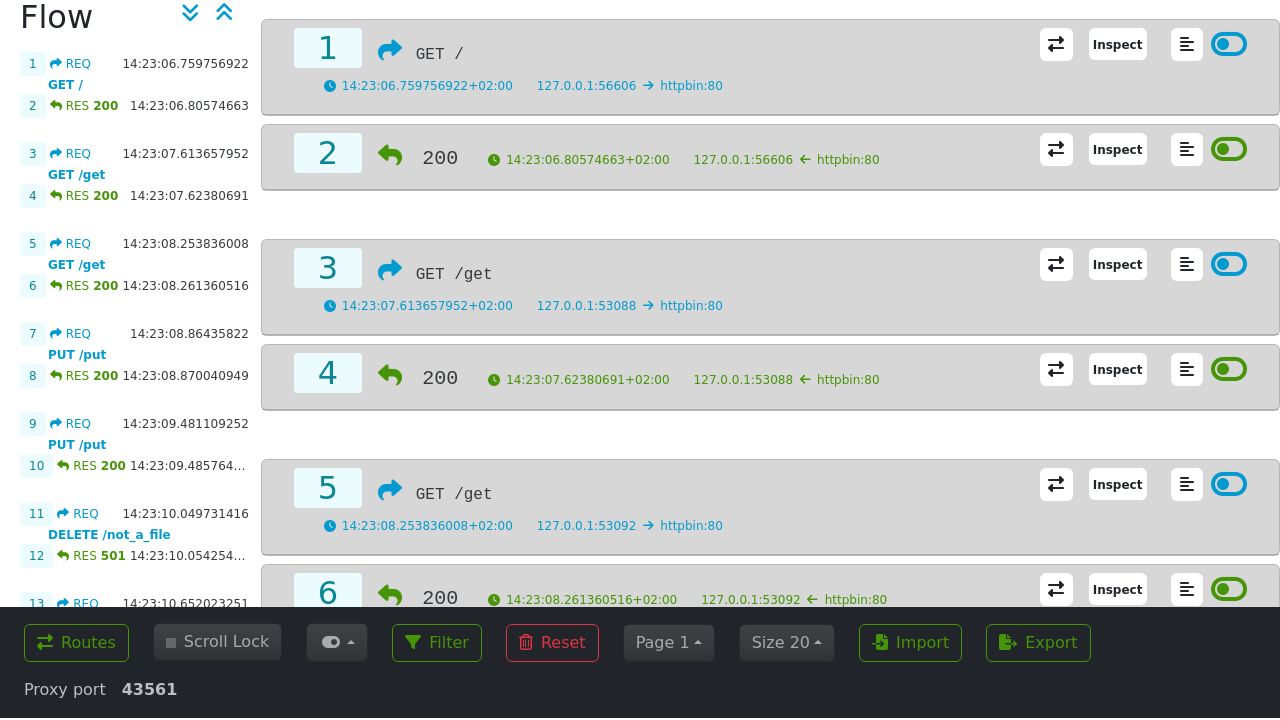 Flow
1 REQ 14:23:06.759756922
GET /
2 RES 200 14:23:06.80574663
3 REQ 14:23:07.613657952
GET /get
4 RES 200 14:23:07.62380691
5 REQ 14:23:08.253836008
GET /get
6 RES 200 14:23:08.261360516
7 REQ 14:23:08.86435822
PUT /put
8 RES 200 14:23:08.870040949
9 REQ 14:23:09.481109252
PUT /put
10 RES 200 14:23:09.485764...
11 REQ 14:23:10.049731416
DELETE /not_a_file
12 RES 501 14:23:10.054254...
13 REQ 14:23:10.652023251
1 GET / Inspect
14:23:06.759756922+02:00 127.0.0.1:56606 → httpbin:80
2 200 14:23:06.80574663+02:00 127.0.0.1:56606 ← httpbin:80 Inspect
3 GET /get Inspect
14:23:07.613657952+02:00 127.0.0.1:53088 → httpbin:80
4 200 14:23:07.62380691+02:00 127.0.0.1:53088 ← httpbin:80 Inspect
5 GET /get Inspect
14:23:08.253836008+02:00 127.0.0.1:53092 → httpbin:80
6 200 14:23:08.261360516+02:00 127.0.0.1:53092 ← httpbin:80 Inspect
Routes Scroll Lock Filter Reset Page 1 Size 20 Import Export
Proxy port 43561